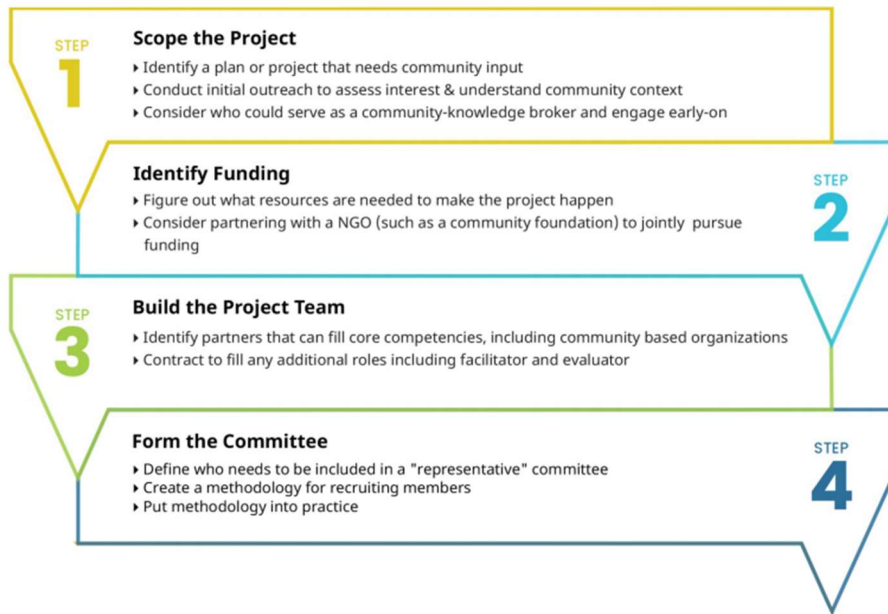 STEP
1
Scope the Project
‣ Identify a plan or project that needs community input
‣ Conduct initial outreach to assess interest & understand community context
‣ Consider who could serve as a community-knowledge broker and engage early-on
STEP
2
Identify Funding
‣ Figure out what resources are needed to make the project happen
‣ Consider partnering with a NGO (such as a community foundation) to jointly pursue
funding
STEP
3
Build the Project Team
‣ Identify partners that can fill core competencies, including community based organizations
‣ Contract to fill any additional roles including facilitator and evaluator
STEP
4
Form the Committee
‣ Define who needs to be included in a "representative" committee
‣ Create a methodology for recruiting members
‣ Put methodology into practice